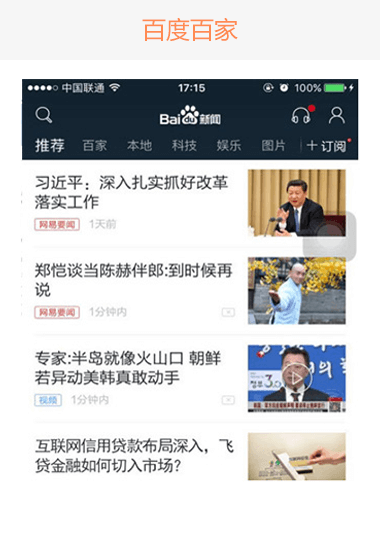 百度百家
中国联通
17:15
100%
Bai du 新闻
推荐 百家 本地 科技 娱乐 图片 + 订阅
习近平：深入扎实抓好改革
落实工作
网易要闻 1天前
郑恺谈当陈赫伴郎:到时候再
说
网易要闻 1分钟内
专家:半岛就像火山口 朝鲜
若异动美韩真敢动手
视频 1分钟内
互联网信用贷款布局深入，飞
贷金融如何切入市场？